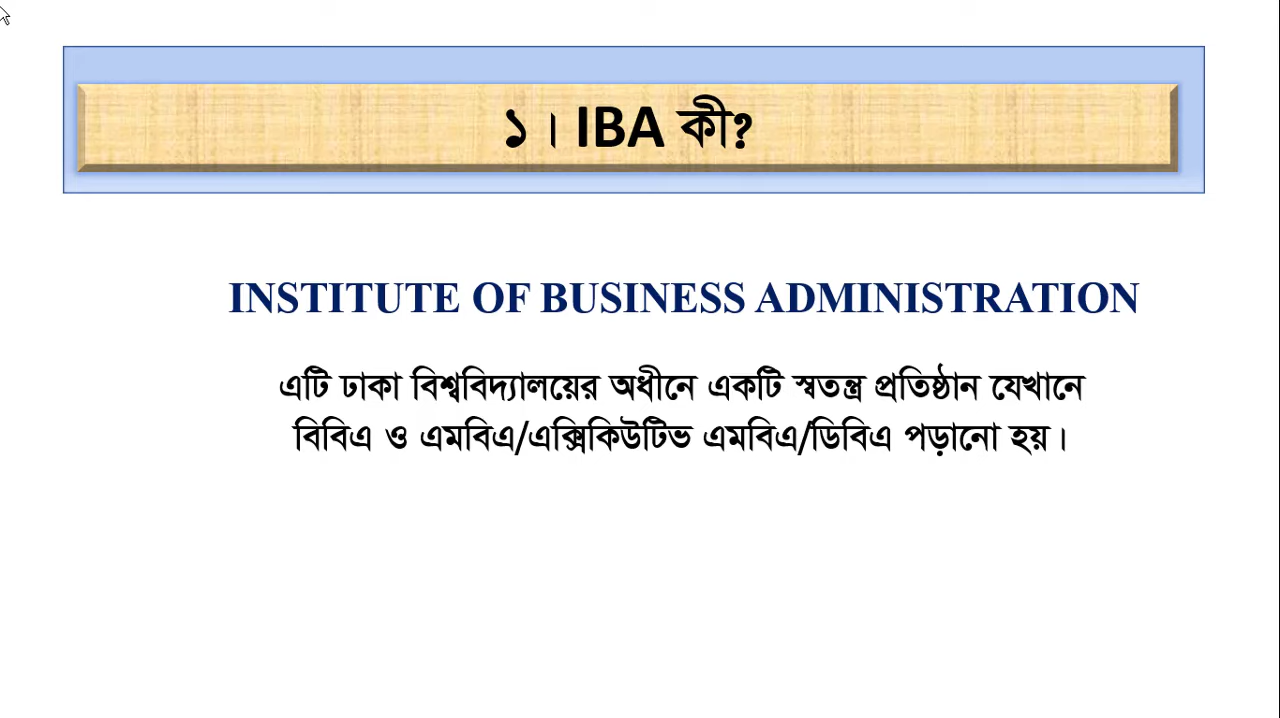 ১। IBA কী?
INSTITUTE OF BUSINESS ADMINISTRATION
এটি ঢাকা বিশ্ববিদ্যালয়ের অধীনে একটি স্বতন্ত্র প্রতিষ্ঠান যেখানে
বিবিএ ও এমবিএ/এক্সিকিউটিভ এমবিএ/ডিবিএ পড়ানো হয়।